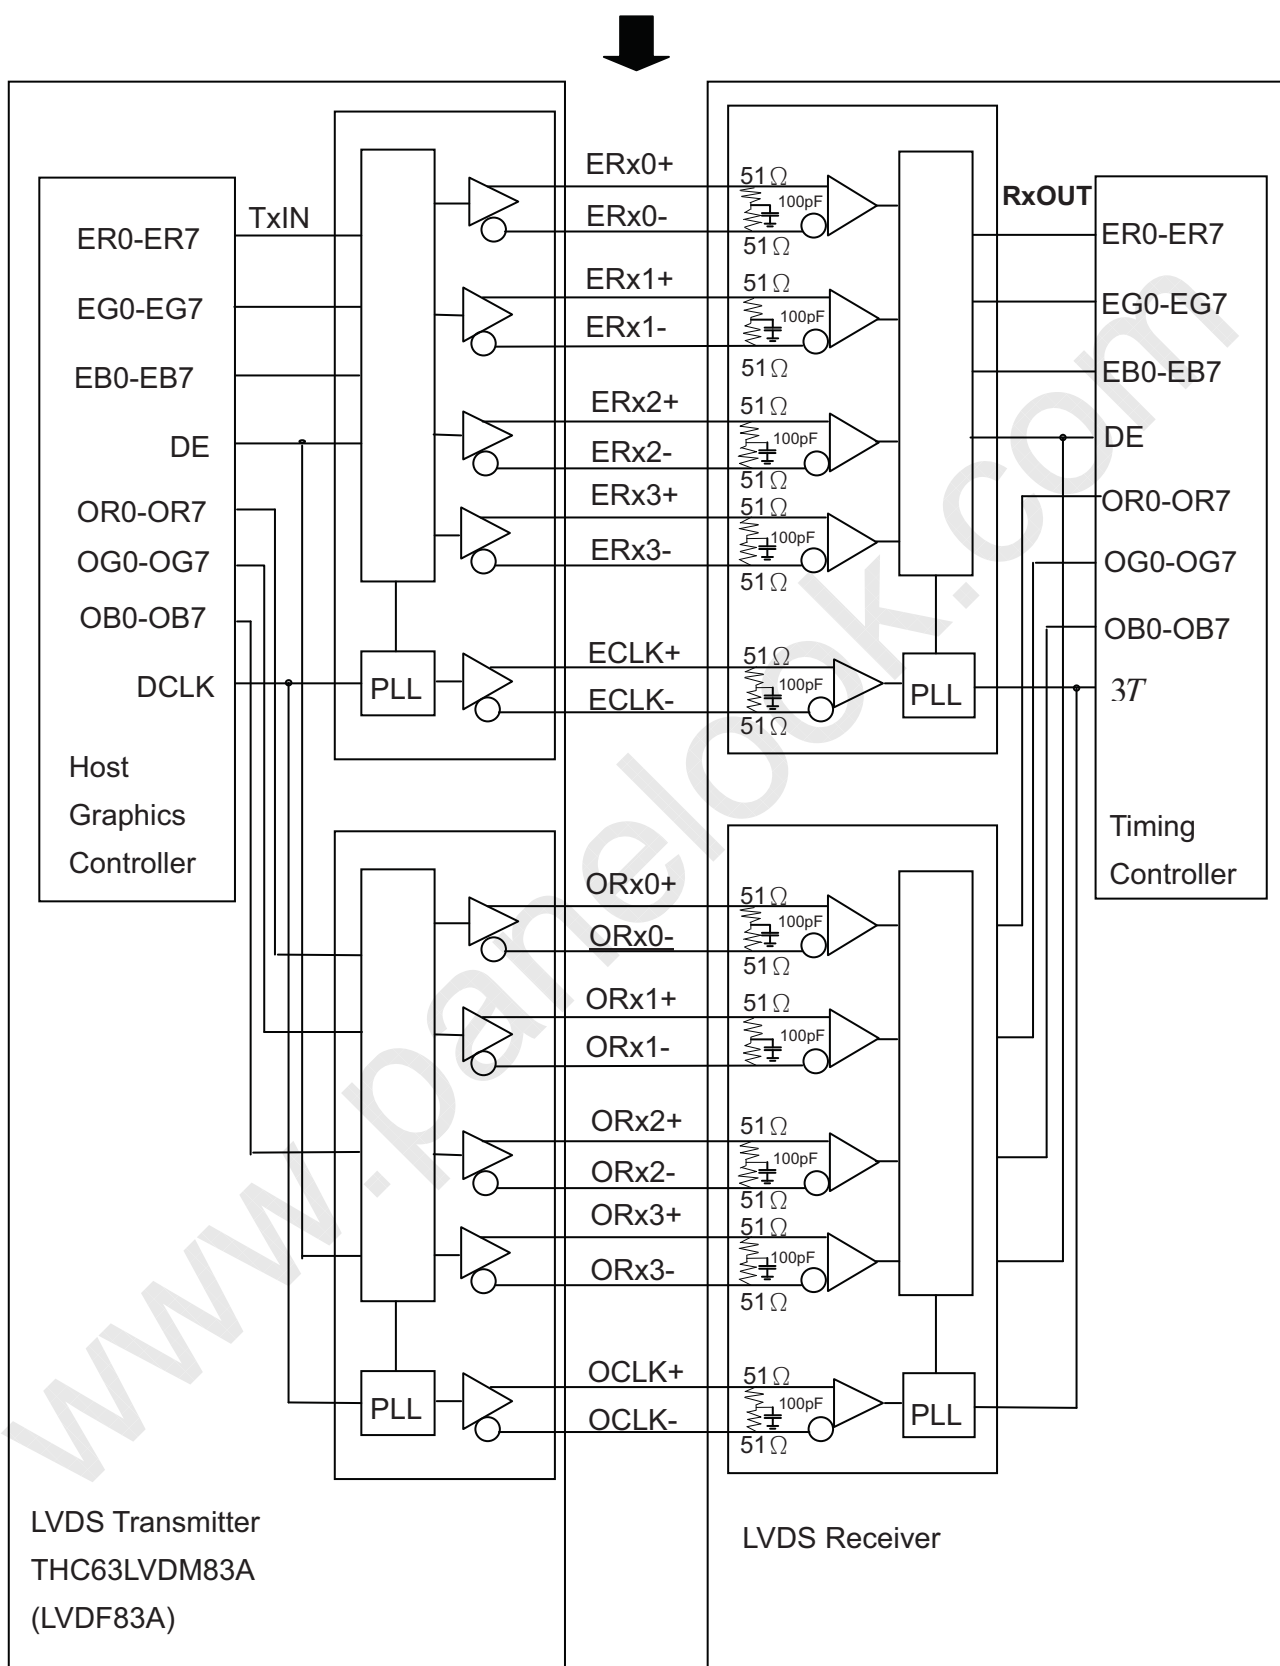 ER0-ER7
EG0-EG7
EB0-EB7
DE
OR0-OR7
OG0-OG7
OB0-OB7
DCLK
Host
Graphics
Controller
TxIN
PLL
PLL
ERx0+
ERx0-
ERx1+
ERx1-
ERx2+
ERx2-
ERx3+
ERx3-
ECLK+
ECLK-
ORx0+
ORx0-
ORx1+
ORx1-
ORx2+
ORx2-
ORx3+
ORx3-
OCLK+
OCLK-
51Ω
100pF
51Ω
51Ω
100pF
51Ω
51Ω
100pF
51Ω
51Ω
100pF
51Ω
51Ω
100pF
51Ω
51Ω
100pF
51Ω
51Ω
100pF
51Ω
51Ω
100pF
51Ω
51Ω
100pF
51Ω
51Ω
100pF
51Ω
PLL
PLL
RxOUT
ER0-ER7
EG0-EG7
EB0-EB7
DE
OR0-OR7
OG0-OG7
OB0-OB7
3T
Timing
Controller
LVDS Transmitter
THC63LVDM83A
(LVDF83A)
LVDS Receiver
www.panelook.com